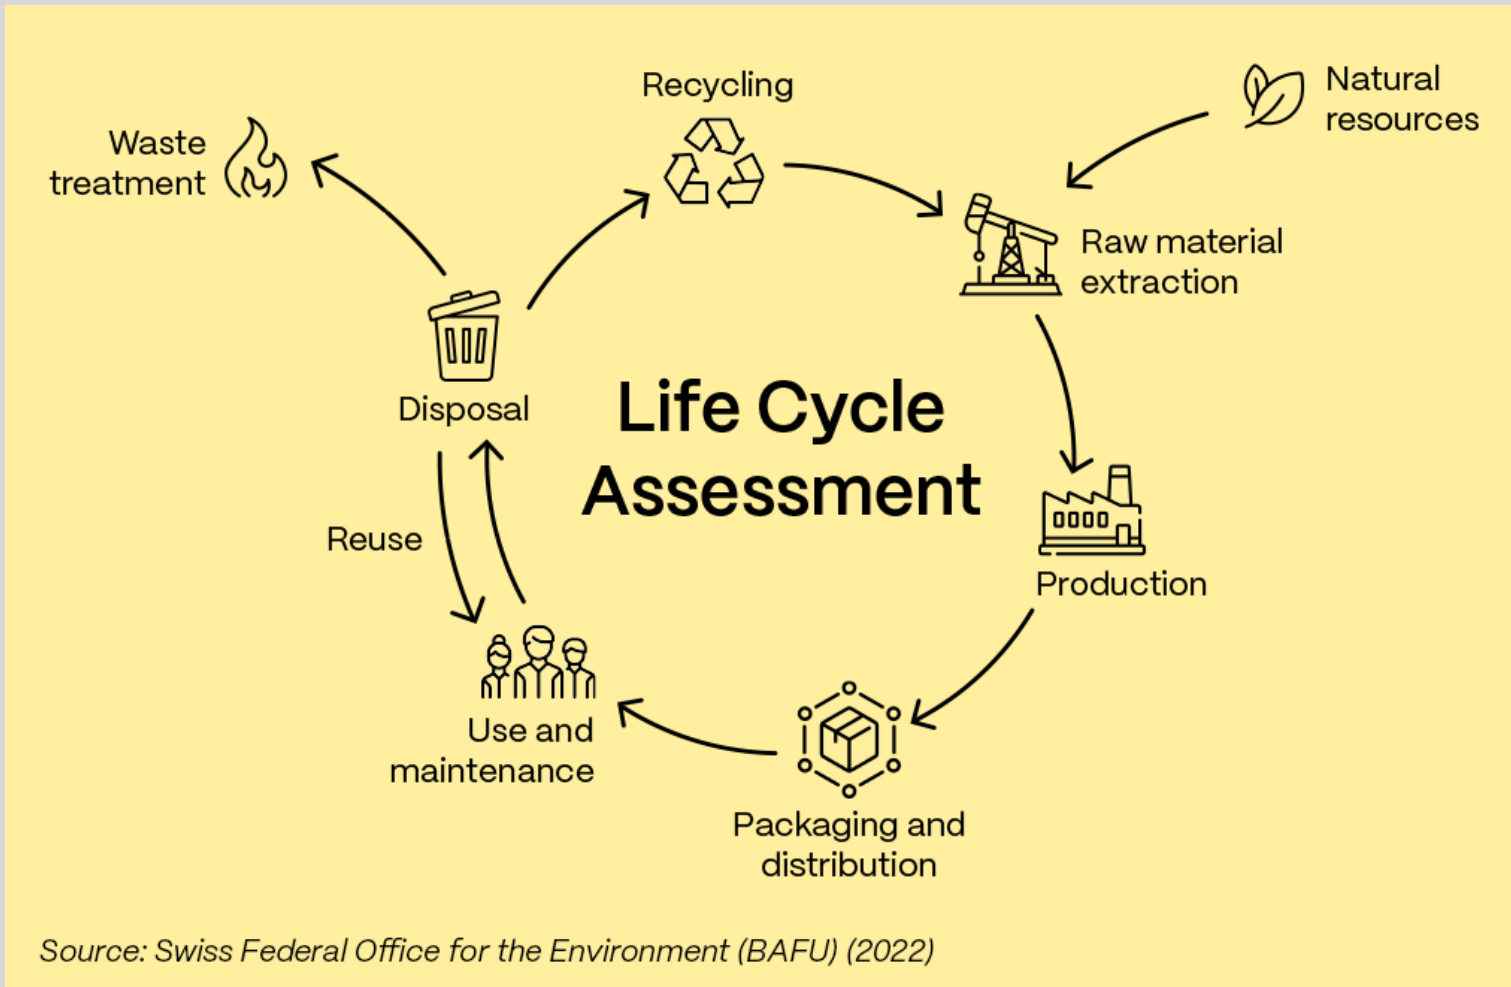 Recycling
Natural
resources
Waste
treatment
Raw material
extraction
Disposal
Life Cycle
Assessment
Reuse
Production
Use and
maintenance
Packaging and
distribution
Source: Swiss Federal Office for the Environment (BAFU) (2022)